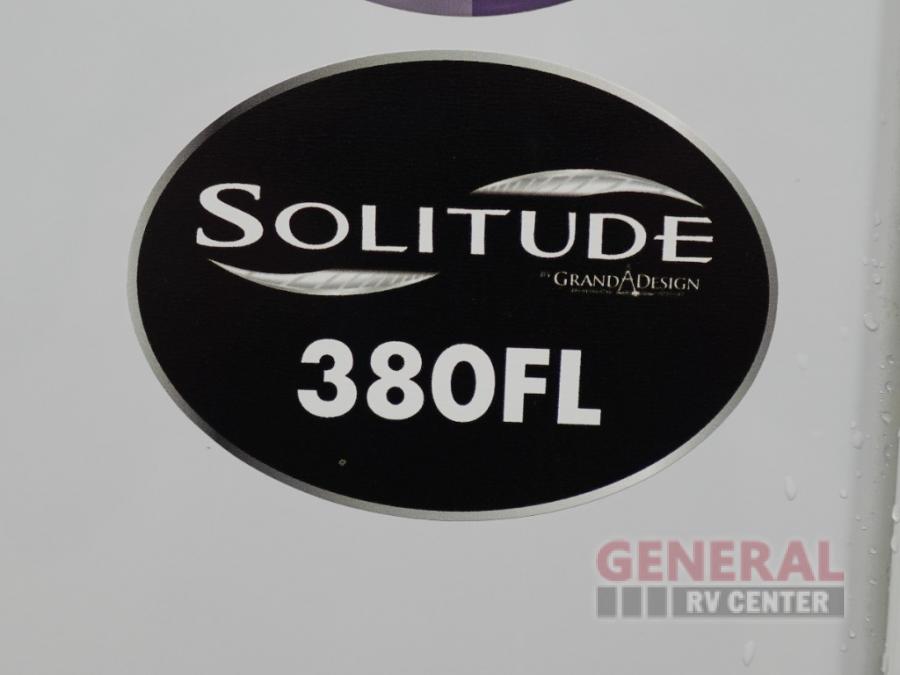 SOLITUDE
BY GRAND DESIGN
380FL
GENERAL
RV CENTER